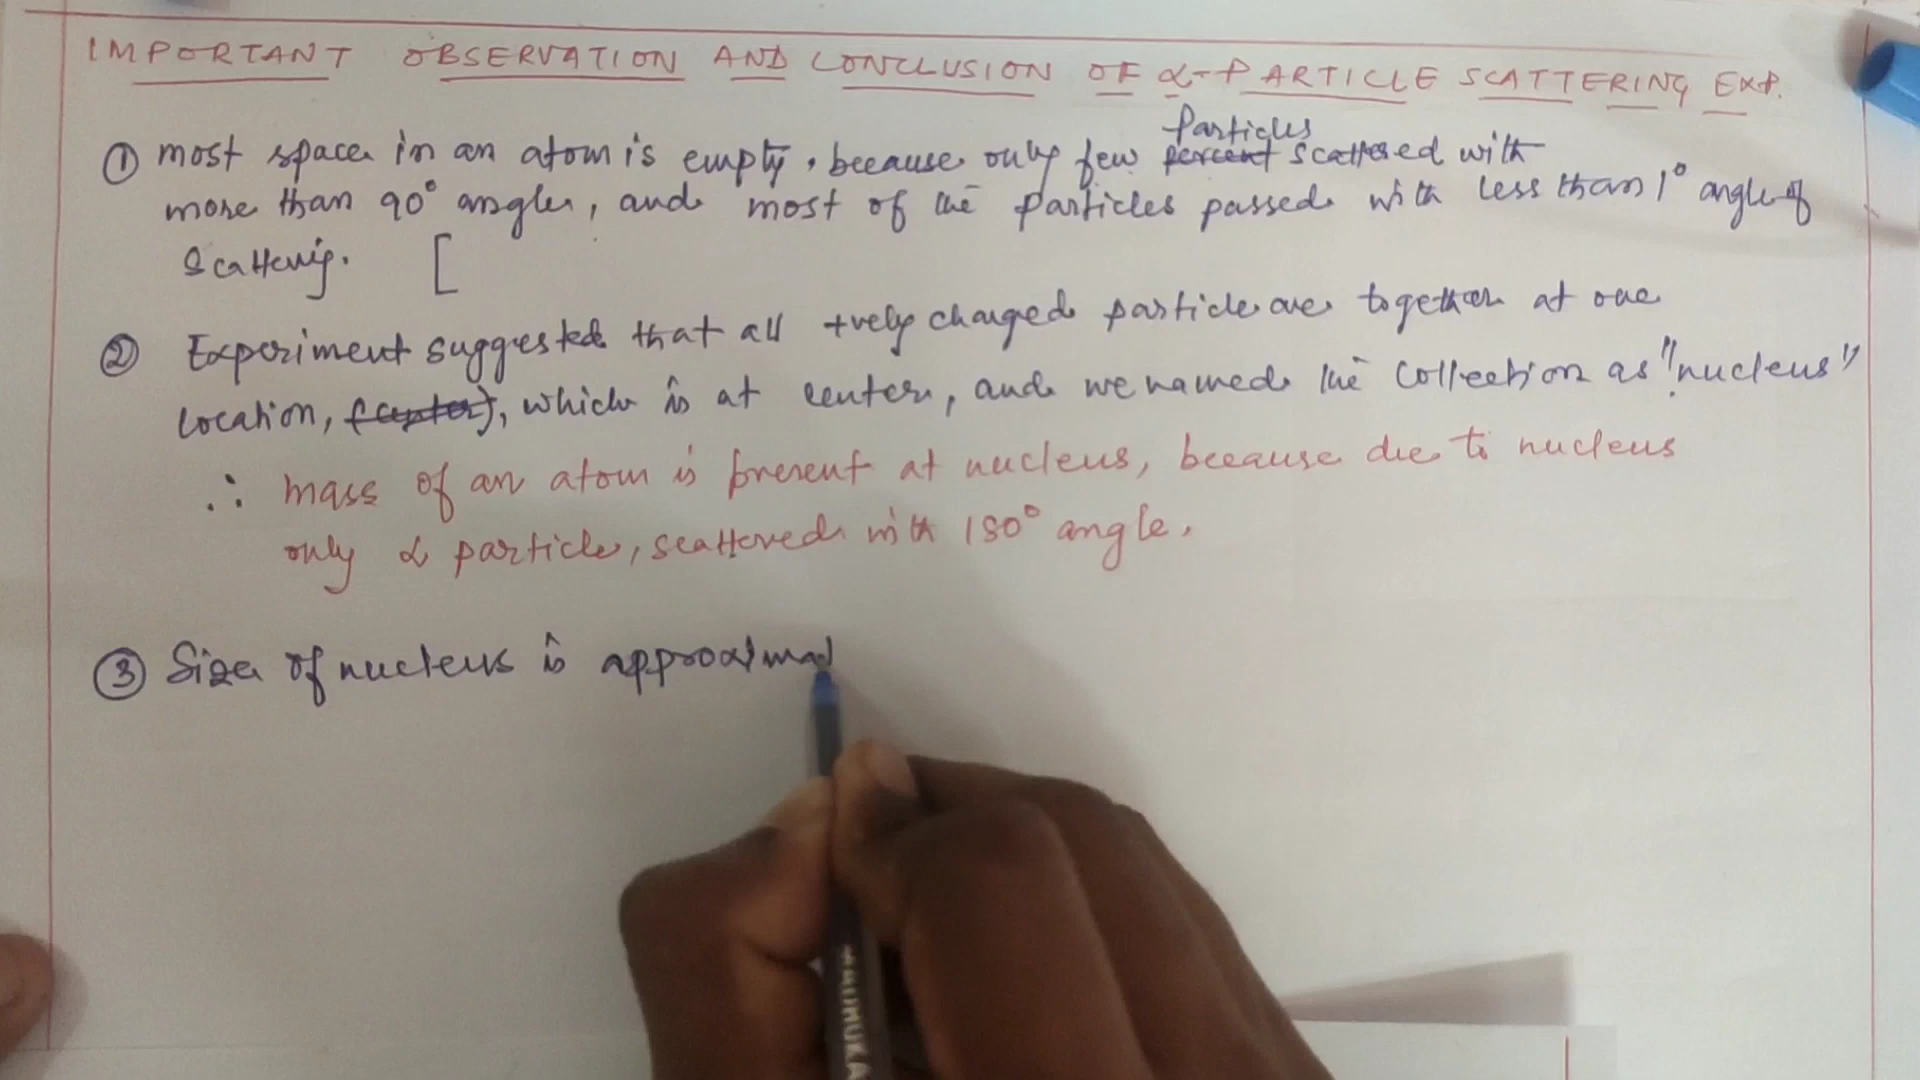 IMPORTANT OBSERVATION AND CONCLUSION OF α-PARTICLE SCATTERING EXP.
① most space in an atom is empty, because only few percent particles scattered with
more than 90° angle, and most of the particles passed with less than 1° angle of
scattering. [
② Experiment suggested that all +vely charged particle are together at one
location, (center), which is at center, and we named the collection as "nucleus"
∴ mass of an atom is present at nucleus, because due to nucleus
only α particle, scattered with 180° angle.
③ Size of nucleus is approximat
HAUHUKA